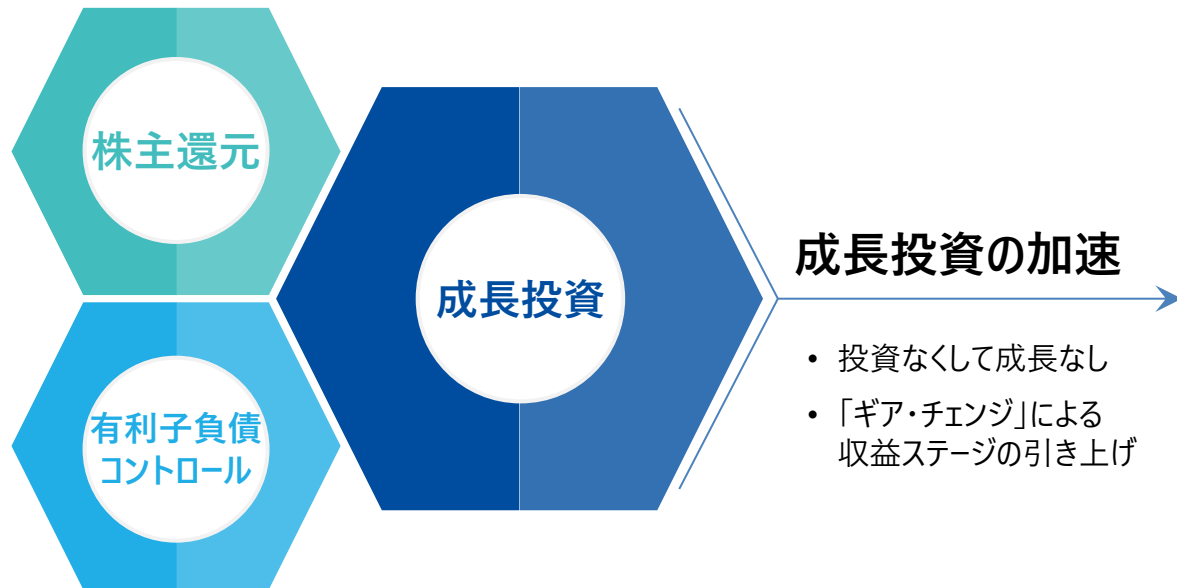 株主還元
有利子負債
コントロール
成長投資
成長投資の加速
• 投資なくして成長なし
• 「ギア・チェンジ」による
収益ステージの引き上げ